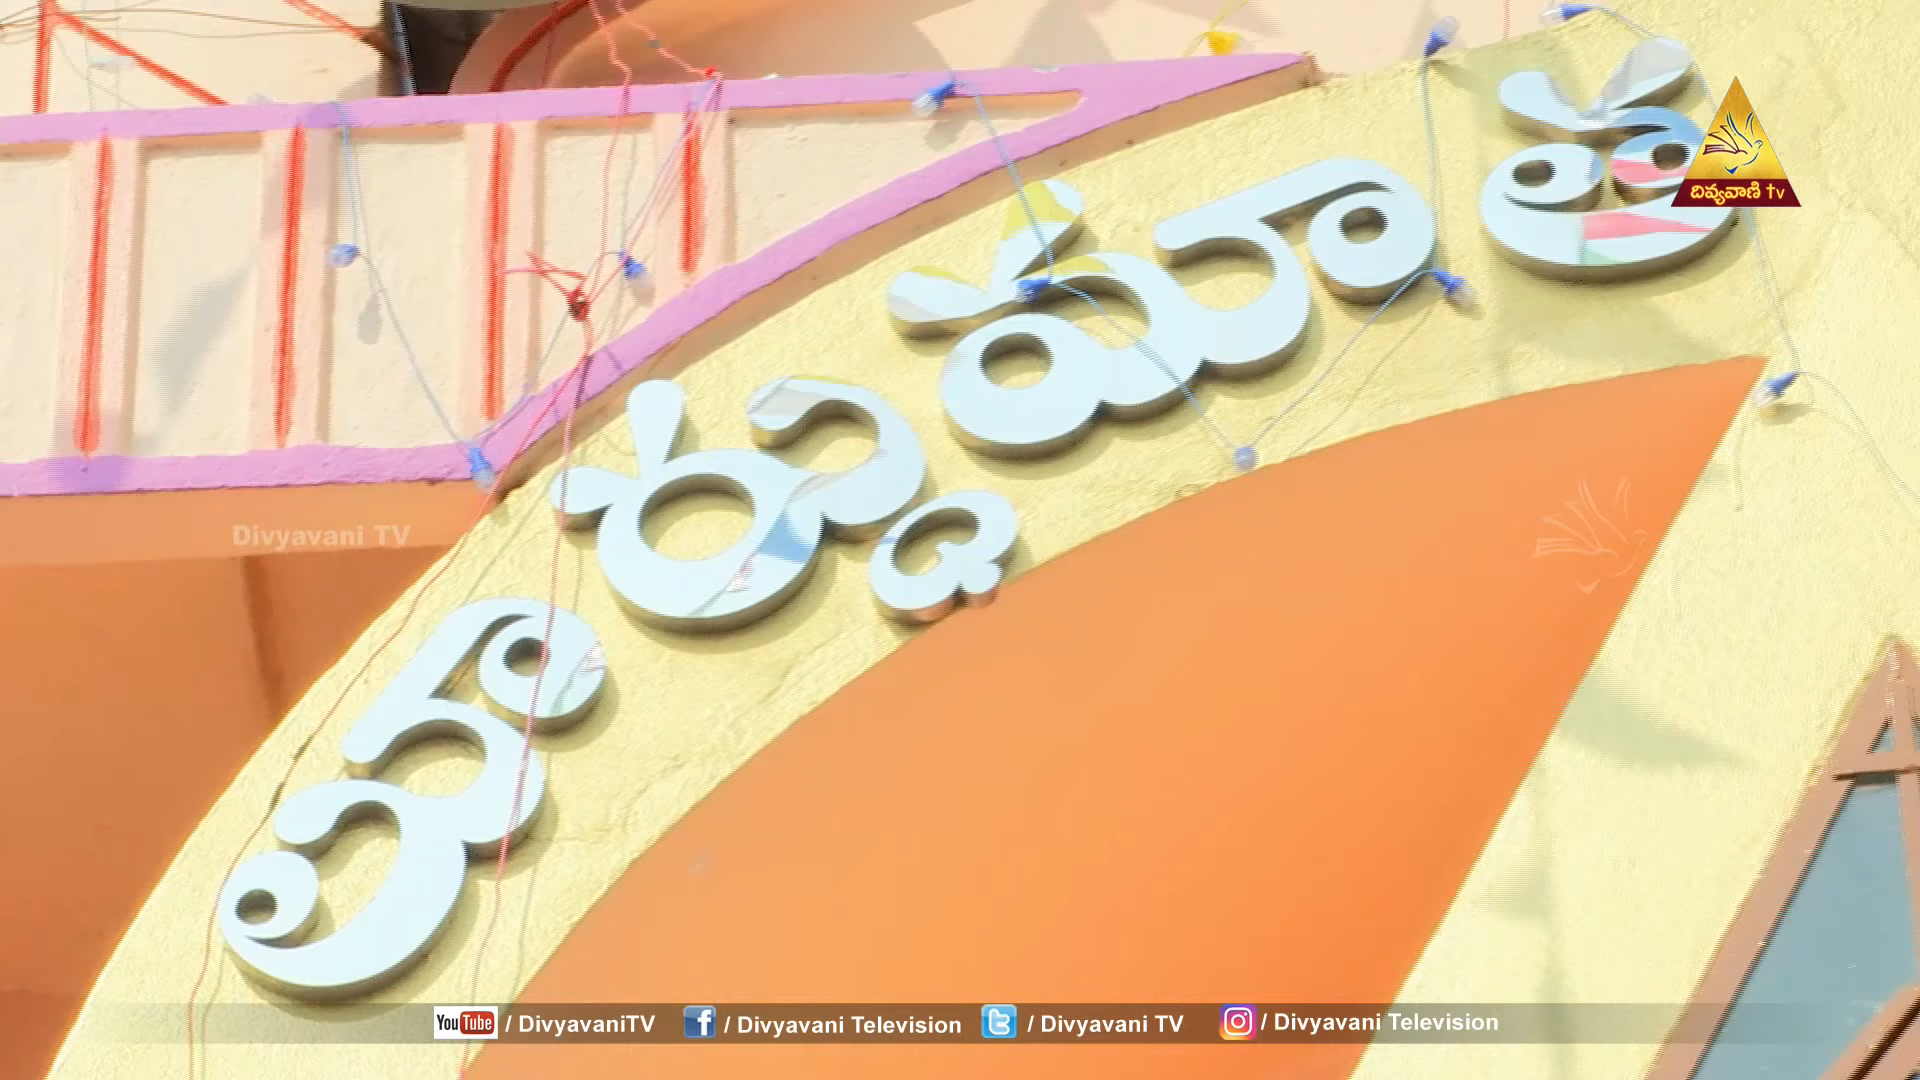 లూర్దుమాత
దివ్యవాణి tv
Divyavani TV
YouTube / DivyavaniTV f / Divyavani Television / Divyavani TV / Divyavani Television